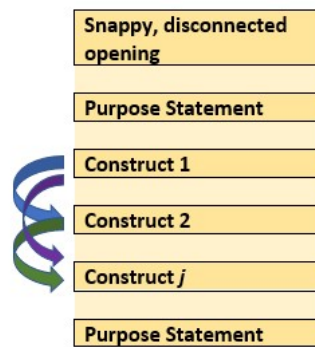 Snappy, disconnected
opening
Purpose Statement
Construct 1
Construct 2
Construct j
Purpose Statement